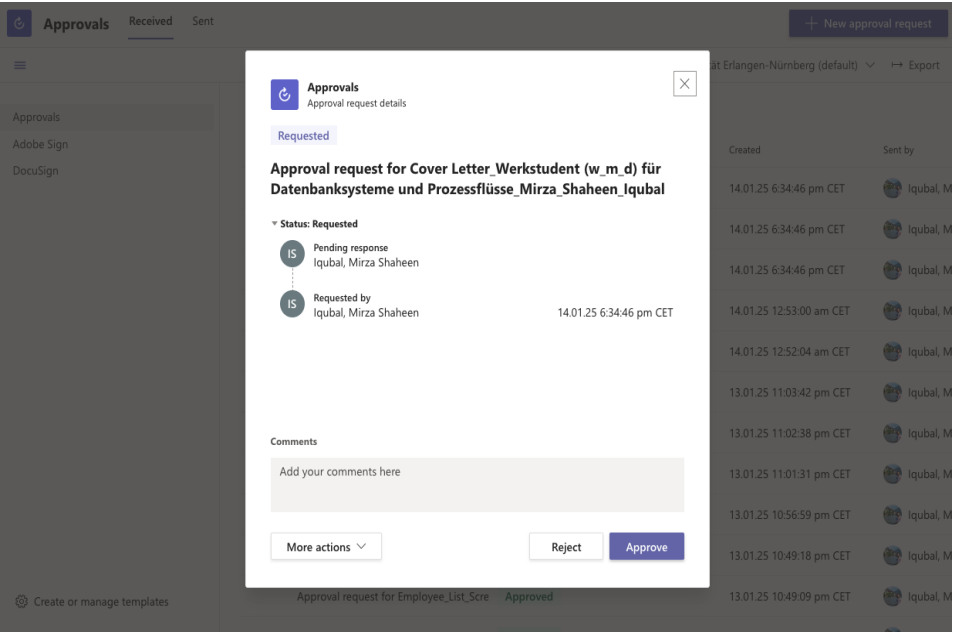 Approvals
Received
Sent
New approval request
ät Erlangen-Nürnberg (default)
Export
Approvals
Adobe Sign
DocuSign
Create or manage templates
Approvals
Approval request details
Requested
Approval request for Cover Letter_Werkstudent (w_m_d) für
Datenbanksysteme und Prozessflüsse_Mirza_Shaheen_Iqubal
Status: Requested
IS
Pending response
Iqubal, Mirza Shaheen
IS
Requested by
Iqubal, Mirza Shaheen
14.01.25 6:34:46 pm CET
Comments
Add your comments here
More actions
Reject
Approve
Created
Sent by
14.01.25 6:34:46 pm CET
Iqubal, M
14.01.25 6:34:46 pm CET
Iqubal, M
14.01.25 6:34:46 pm CET
Iqubal, M
14.01.25 12:53:00 am CET
Iqubal, M
14.01.25 12:52:04 am CET
Iqubal, M
13.01.25 11:03:42 pm CET
Iqubal, M
13.01.25 11:02:38 pm CET
Iqubal, M
13.01.25 11:01:31 pm CET
Iqubal, M
13.01.25 10:56:59 pm CET
Iqubal, M
13.01.25 10:49:18 pm CET
Iqubal, M
Approval request for Employee_List_Scre
Approved
13.01.25 10:49:09 pm CET
Iqubal, M